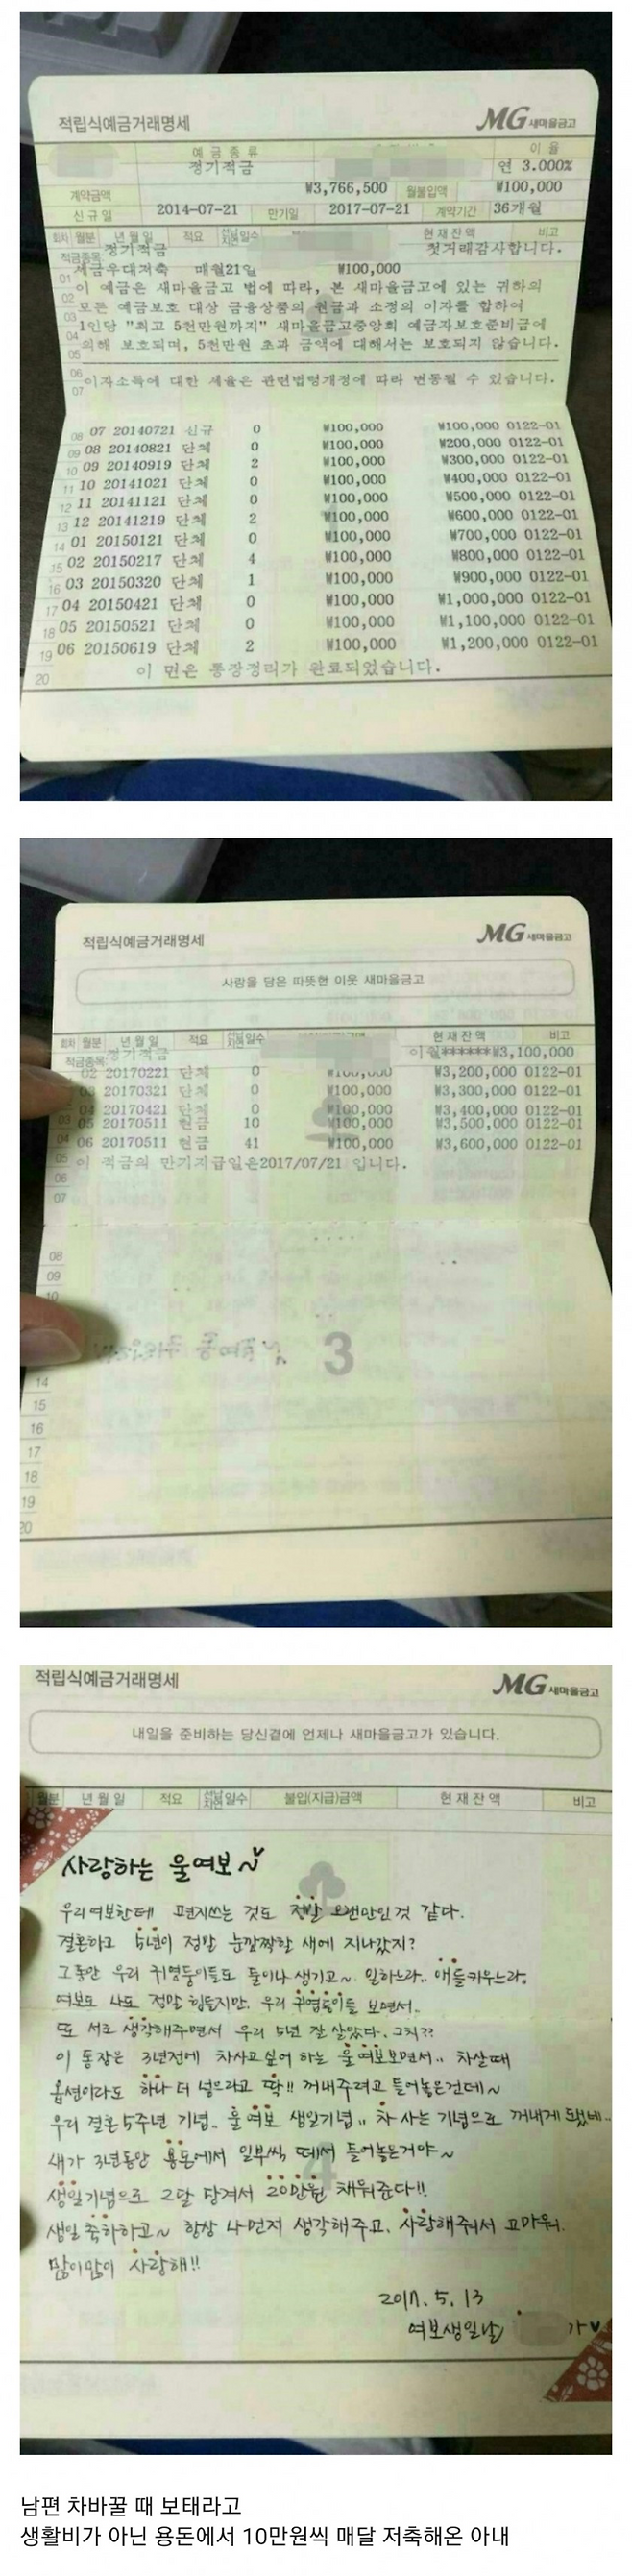 적립식예금거래명세 MG 새마을금고
예금종류 이 율
정기적금 연 3.000%
계약금액 ₩3,766,500 월불입액 ₩100,000
신규일 2014-07-21 만기일 2017-07-21 계약기간 36개월
회차 월분 년월일 적요 일수 현재잔액 비고
적금종목: 정기적금 첫거래감사합니다.
01 세금우대저축 매월21일 ₩100,000
02 이 예금은 새마을금고 법에 따라, 본 새마을금고에 있는 귀하의
03 모든 예금보호 대상 금융상품의 원금과 소정의 이자를 합하여
04 1인당 "최고 5천만원까지" 새마을금고중앙회 예금자보호준비금에
05 의해 보호되며, 5천만원 초과 금액에 대해서는 보호되지 않습니다.
06
07 이자소득에 대한 세율은 관련법령개정에 따라 변동될 수 있습니다.
08 07 20140721 신규 0 ₩100,000 ₩100,000 0122-01
09 08 20140821 단체 0 ₩100,000 ₩200,000 0122-01
10 09 20140919 단체 2 ₩100,000 ₩300,000 0122-01
11 10 20141021 단체 0 ₩100,000 ₩400,000 0122-01
12 11 20141121 단체 0 ₩100,000 ₩500,000 0122-01
13 12 20141219 단체 2 ₩100,000 ₩600,000 0122-01
14 01 20150121 단체 0 ₩100,000 ₩700,000 0122-01
15 02 20150217 단체 4 ₩100,000 ₩800,000 0122-01
16 03 20150320 단체 1 ₩100,000 ₩900,000 0122-01
17 04 20150421 단체 0 ₩100,000 ₩1,000,000 0122-01
18 05 20150521 단체 0 ₩100,000 ₩1,100,000 0122-01
19 06 20150619 단체 2 ₩100,000 ₩1,200,000 0122-01
20 이 면은 통장정리가 완료되었습니다.
적립식예금거래명세 MG 새마을금고
사랑을 담은 따뜻한 이웃 새마을금고
회차 월분 년월일 적요 일수 현재잔액 비고
적금종목: 정기적금 이월******₩3,100,000
02 20170221 단체 0 ₩100,000 ₩3,200,000 0122-01
03 20170321 단체 0 ₩100,000 ₩3,300,000 0122-01
04 20170421 단체 0 ₩100,000 ₩3,400,000 0122-01
03 05 20170511 현금 10 ₩100,000 ₩3,500,000 0122-01
04 06 20170511 현금 41 ₩100,000 ₩3,600,000 0122-01
05 이 적금의 만기지급일은2017/07/21 입니다.
06
07
08
09
10
3
14
15
16
17
18
19
20
적립식예금거래명세 MG 새마을금고
내일을 준비하는 당신곁에 언제나 새마을금고가 있습니다.
월분 년월일 적요 일수 불입(지급)금액 현재잔액 비고
사랑하는 울여보~♥
우리여보한테 편지쓰는 것도 정말 오랜만인것 같다.
결혼하고 5년이 정말 눈깜짝할 새에 지나갔지?
그동안 우리 귀염둥이들도 둘이나 생기고~ 일하느라.. 애들키우느라.
여보도 나도 정말 힘들지만. 우리 귀염둥이들 보면서..
또 서로 생각해주면서 우리 5년 잘 살았다. 그치??
이 통장은 3년전에 차사고싶어 하는 울여보보면서.. 차살때
옵션이라도 하나 더 넣으라고 딱!! 꺼내주려고 들어놓은건데~
우리 결혼5주년 기념.. 울여보 생일기념.. 차 사는 기념으로 꺼내게 됐네..
내가 3년동안 용돈에서 일부씩 떼서 들어놓은거야~
생일기념으로 2달 당겨서 20만원 채워준다!!
생일 축하하고~ 항상 나먼저 생각해주고. 사랑해줘서 고마워.
많이많이 사랑해!!
2017. 5. 13
여보생일날 가♥
4
남편 차바꿀 때 보태라고
생활비가 아닌 용돈에서 10만원씩 매달 저축해온 아내